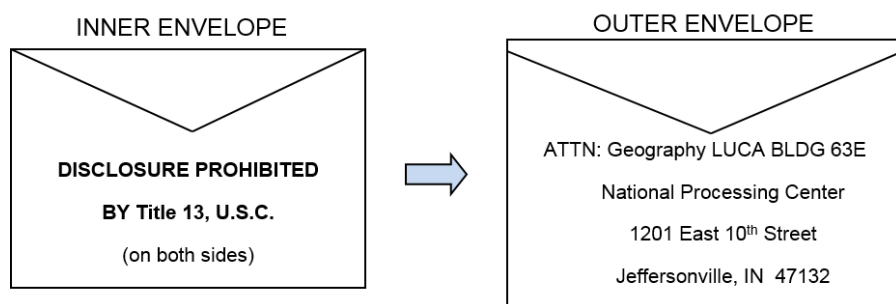 INNER ENVELOPE
DISCLOSURE PROHIBITED
BY Title 13, U.S.C.
(on both sides)
OUTER ENVELOPE
ATTN: Geography LUCA BLDG 63E
National Processing Center
1201 East 10th Street
Jeffersonville, IN 47132